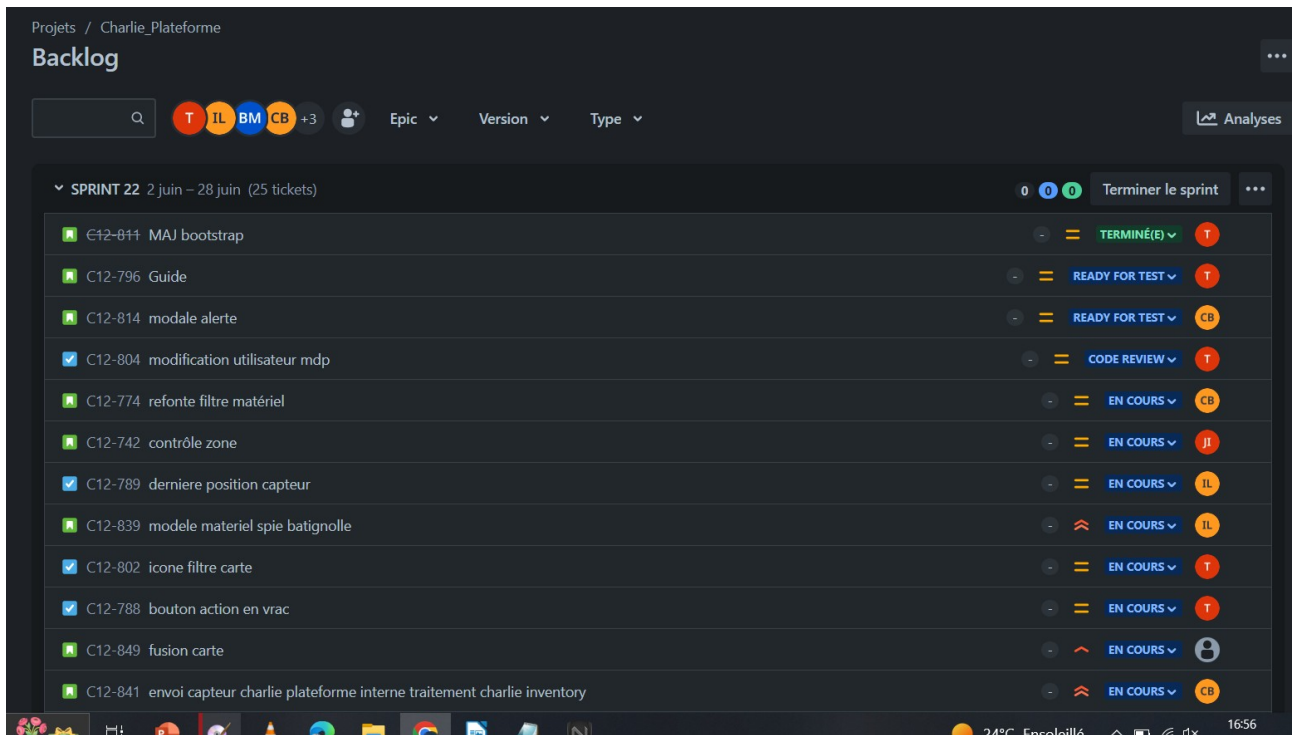 Projets / Charlie_Plateforme
Backlog
T IL BM CB +3 Epic Version Type Analyses
SPRINT 22 2 juin – 28 juin (25 tickets) 0 0 0 Terminer le sprint
C12-811 MAJ bootstrap - TERMINÉ(E) T
C12-796 Guide - READY FOR TEST T
C12-814 modale alerte - READY FOR TEST CB
C12-804 modification utilisateur mdp - CODE REVIEW T
C12-774 refonte filtre matériel - EN COURS CB
C12-742 contrôle zone - EN COURS JI
C12-789 derniere position capteur - EN COURS IL
C12-839 modele materiel spie batignolle - EN COURS IL
C12-802 icone filtre carte - EN COURS T
C12-788 bouton action en vrac - EN COURS T
C12-849 fusion carte - EN COURS
C12-841 envoi capteur charlie plateforme interne traitement charlie inventory - EN COURS CB
24°C Ensoleillé 16:56